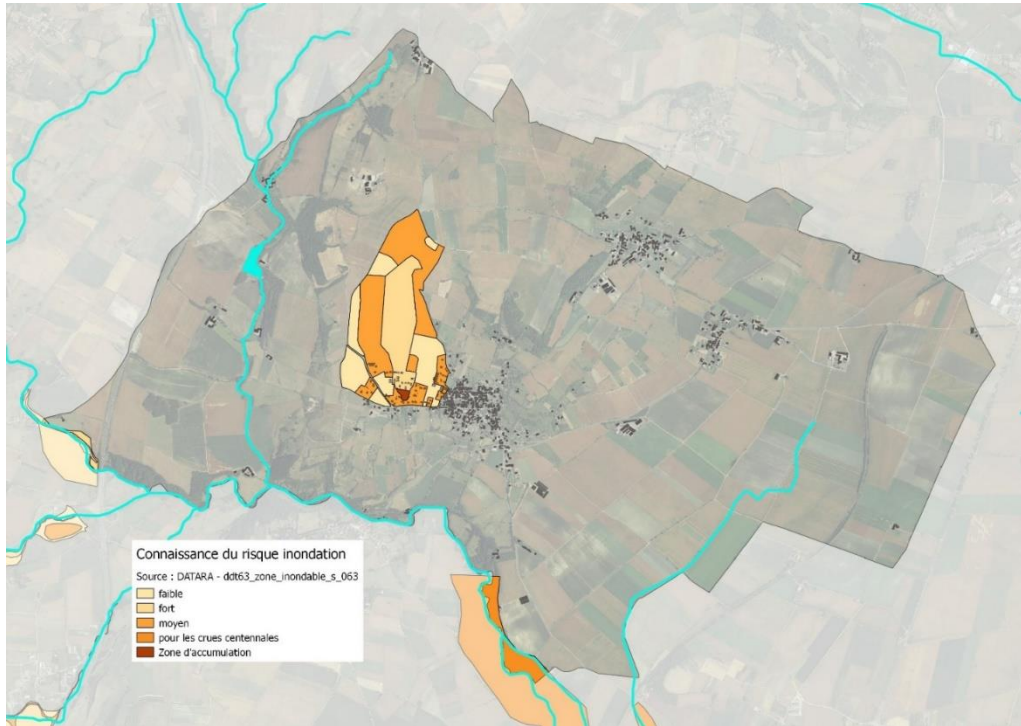 Connaissance du risque inondation
Source : DATARA - ddt63_zone_inondable_s_063
faible
fort
moyen
pour les crues centennales
Zone d'accumulation